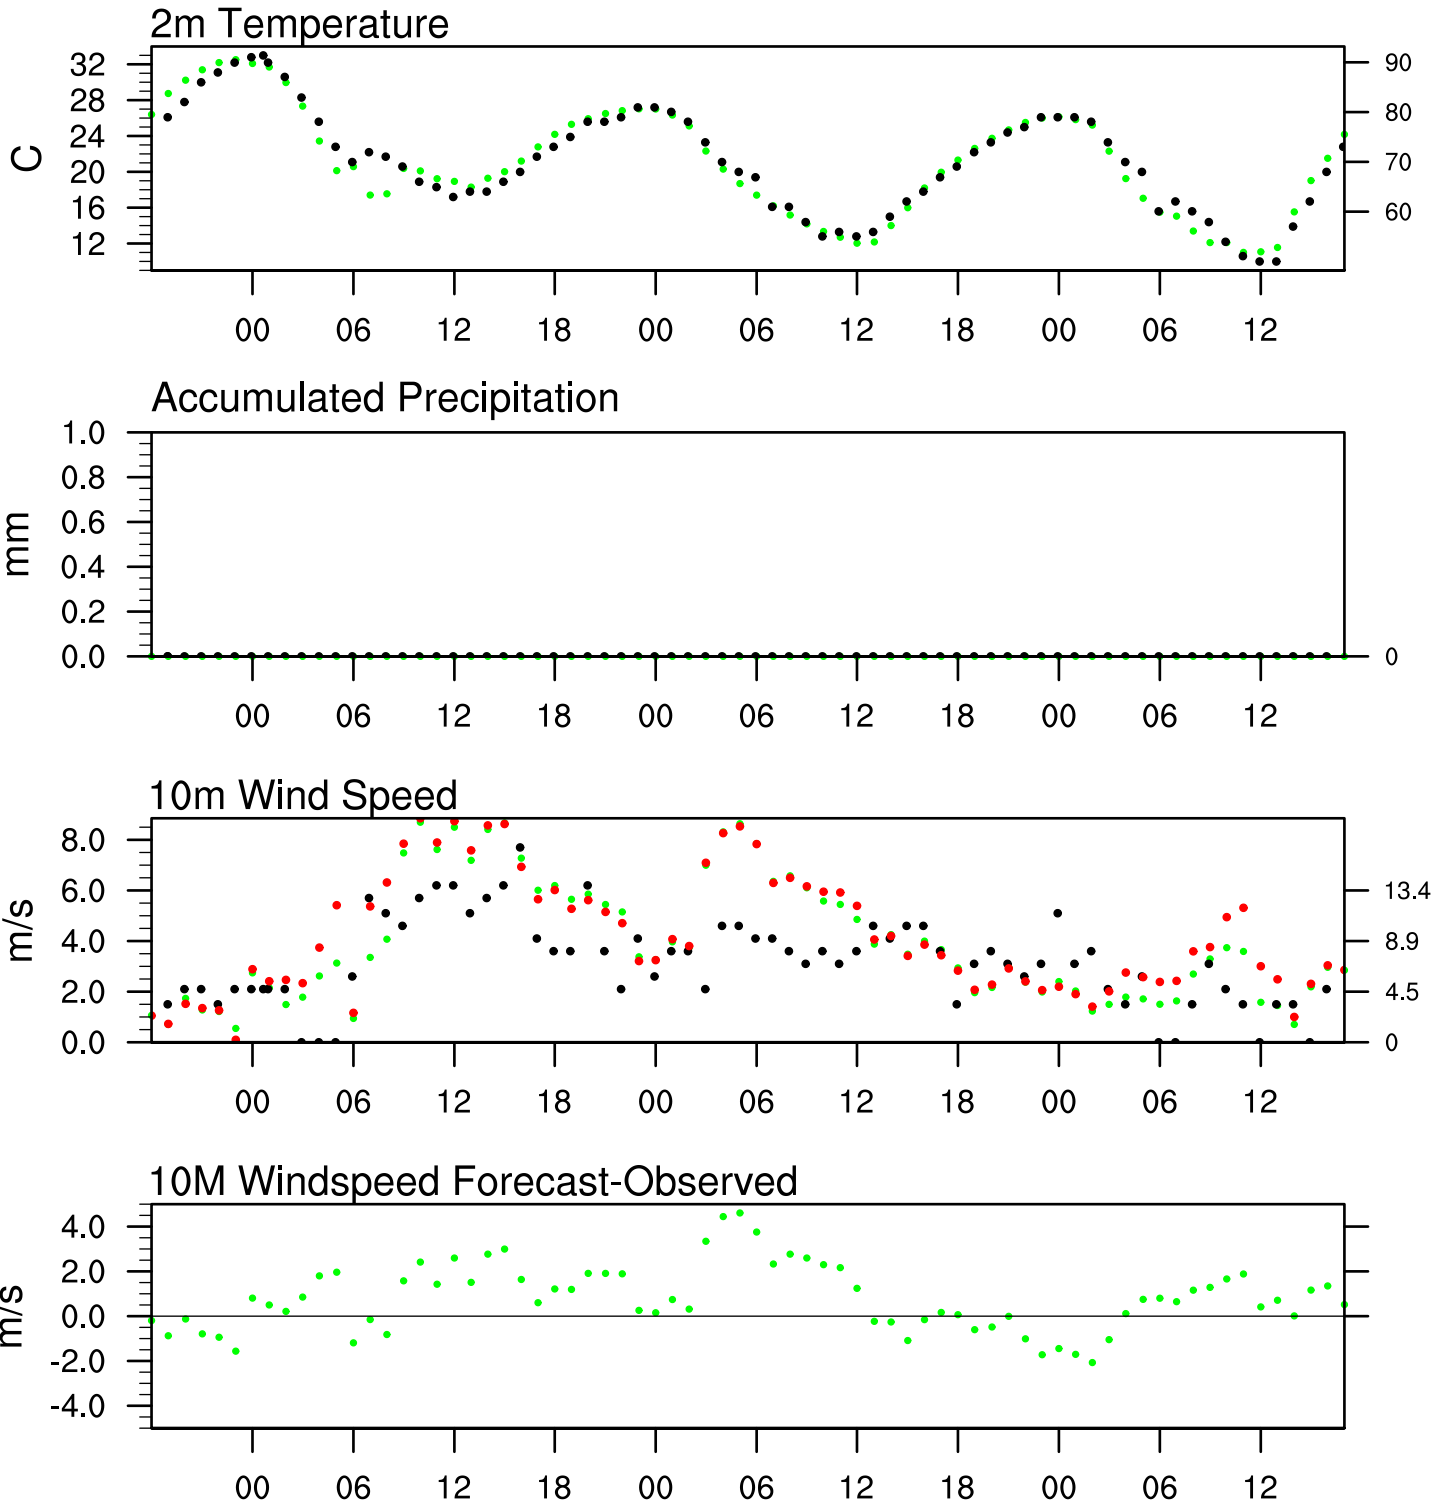 2m Temperature
32
28
24
20
16
12
C
90
80
70
60
00 06 12 18 00 06 12 18 00 06 12
Accumulated Precipitation
1.0
0.8
0.6
0.4
0.2
0.0
mm
0
00 06 12 18 00 06 12 18 00 06 12
10m Wind Speed
8.0
6.0
4.0
2.0
0.0
m/s
13.4
8.9
4.5
0
00 06 12 18 00 06 12 18 00 06 12
10M Windspeed Forecast-Observed
4.0
2.0
0.0
-2.0
-4.0
m/s
00 06 12 18 00 06 12 18 00 06 12